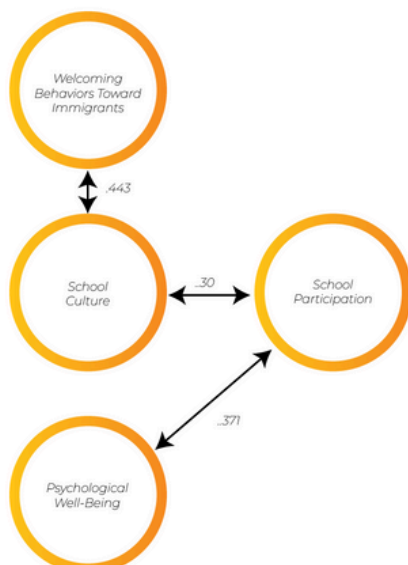 Welcoming
Behaviors Toward
Immigrants
.443
School
Culture
..30
School
Participation
..371
Psychological
Well-Being